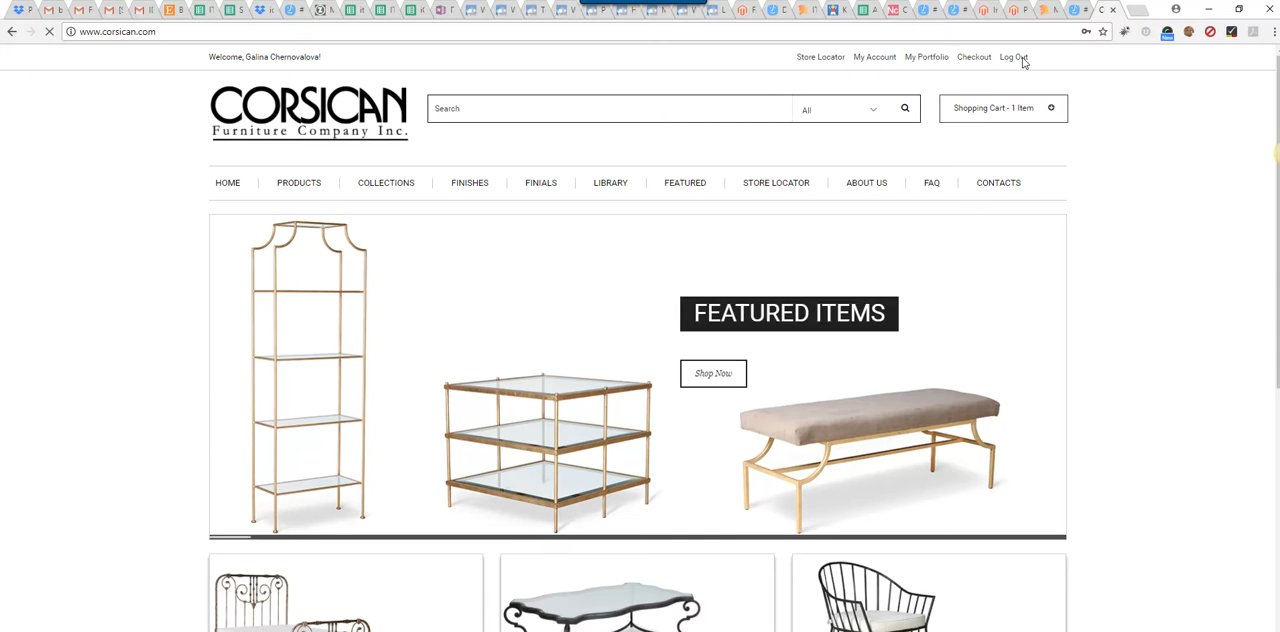 www.corsican.com
New
Welcome, Galina Chernovalova!
Store Locator My Account My Portfolio Checkout Log Out
CORSICAN
Furniture Company Inc.
Search All
Shopping Cart - 1 Item
HOME PRODUCTS COLLECTIONS FINISHES FINIALS LIBRARY FEATURED STORE LOCATOR ABOUT US FAQ CONTACTS
FEATURED ITEMS
Shop Now